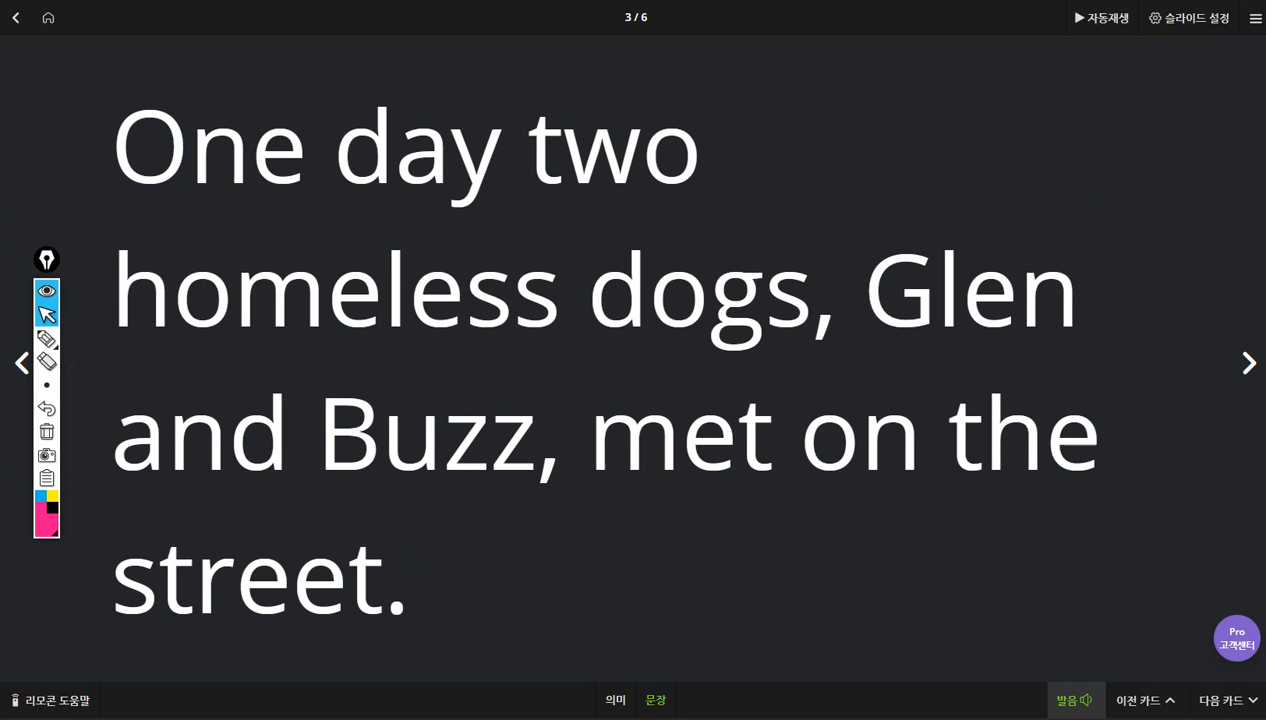 3 / 6
자동재생
슬라이드 설정
One day two
homeless dogs, Glen
and Buzz, met on the
street.
Pro
고객센터
리모콘 도움말
의미
문장
발음
이전 카드
다음 카드